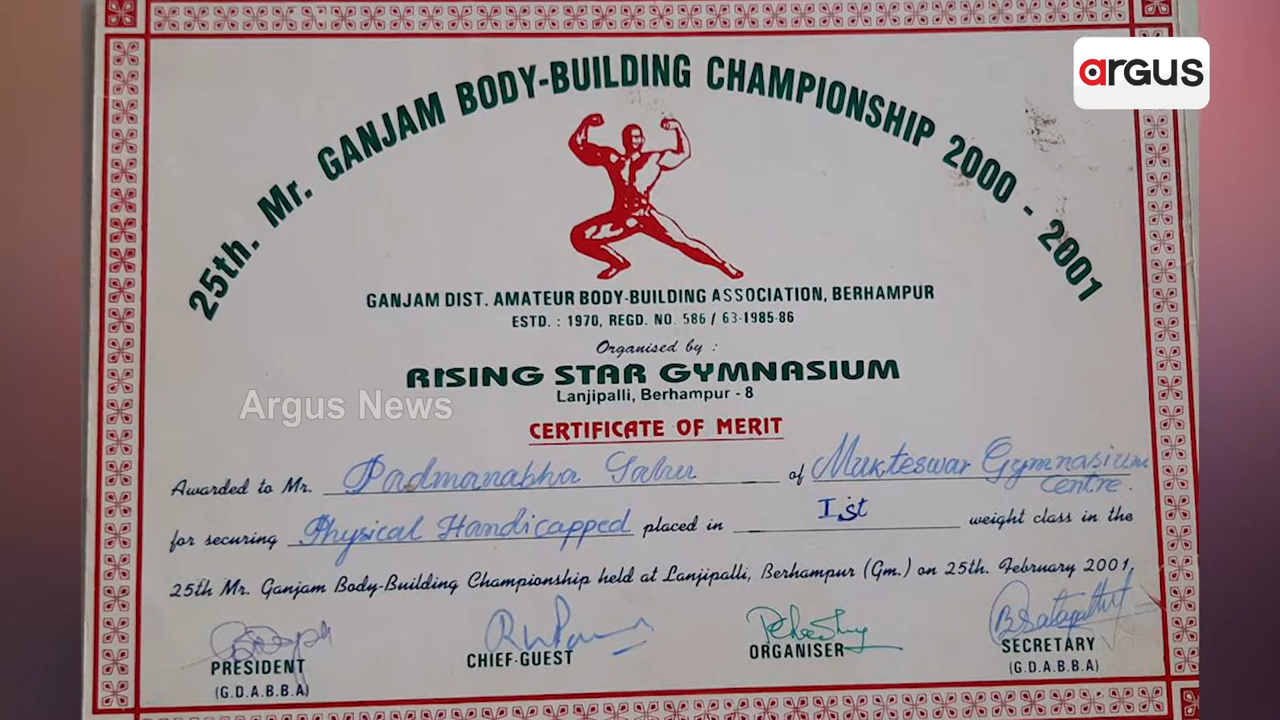 argus
25th. Mr. GANJAM BODY-BUILDING CHAMPIONSHIP 2000 - 2001
GANJAM DIST. AMATEUR BODY-BUILDING ASSOCIATION, BERHAMPUR
ESTD. : 1970, REGD. NO. 586 / 63-1985-86
Organised by :
RISING STAR GYMNASIUM
Lanjipalli, Berhampur - 8
Argus News
CERTIFICATE OF MERIT
Awarded to Mr. Padmanabha Sahu of Mukteswar Gymnasium Centre.
for securing Physical Handicapped placed in Ist weight class in the
25th Mr. Ganjam Body-Building Championship held at Lanjipalli, Berhampur (Gm.) on 25th. February 2001.
PRESIDENT CHIEF-GUEST ORGANISER SECRETARY
(G.D.A.B.B.A) (G.D.A.B.B.A)